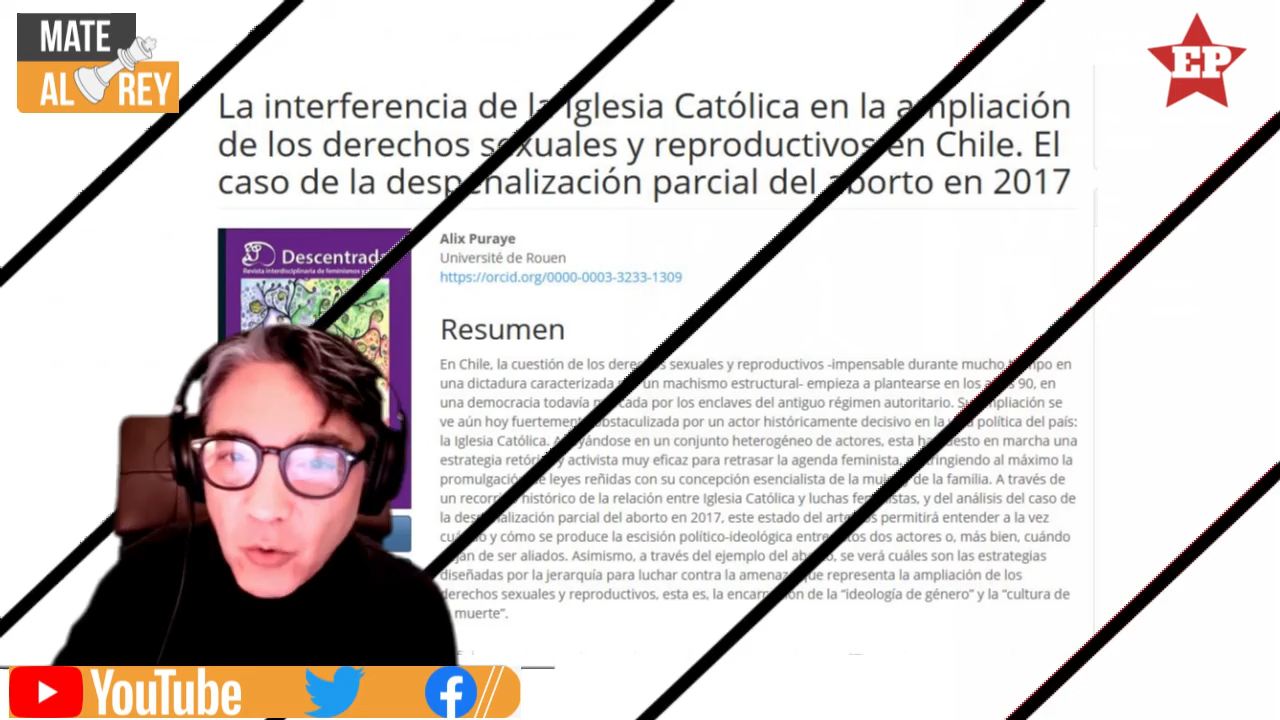 MATE
AL REY
EP
La interferencia de la Iglesia Católica en la ampliación
de los derechos sexuales y reproductivos en Chile. El
caso de la despenalización parcial del aborto en 2017
Descentrada
Revista interdisciplinaria de feminismos y
Alix Puraye
Université de Rouen
https://orcid.org/0000-0003-3233-1309
Resumen
En Chile, la cuestión de los derechos sexuales y reproductivos -impensable durante mucho tiempo en
una dictadura caracterizada por un machismo estructural- empieza a plantearse en los años 90, en
una democracia todavía marcada por los enclaves del antiguo régimen autoritario. Su ampliación se
ve aún hoy fuertemente obstaculizada por un actor históricamente decisivo en la vida política del país:
la Iglesia Católica. Apoyándose en un conjunto heterogéneo de actores, esta ha puesto en marcha una
estrategia retórica y activista muy eficaz para retrasar la agenda feminista, restringiendo al máximo la
promulgación de leyes reñidas con su concepción esencialista de la mujer y de la familia. A través de
un recorrido histórico de la relación entre Iglesia Católica y luchas feministas, y del análisis del caso de
la despenalización parcial del aborto en 2017, este estado del arte nos permitirá entender a la vez
cuándo y cómo se produce la escisión político-ideológica entre estos dos actores o, más bien, cuándo
dejan de ser aliados. Asimismo, a través del ejemplo del aborto, se verá cuáles son las estrategias
diseñadas por la jerarquía para luchar contra la amenaza que representa la ampliación de los
derechos sexuales y reproductivos, esta es, la encarnación de la “ideología de género” y la “cultura de
la muerte”.
YouTube